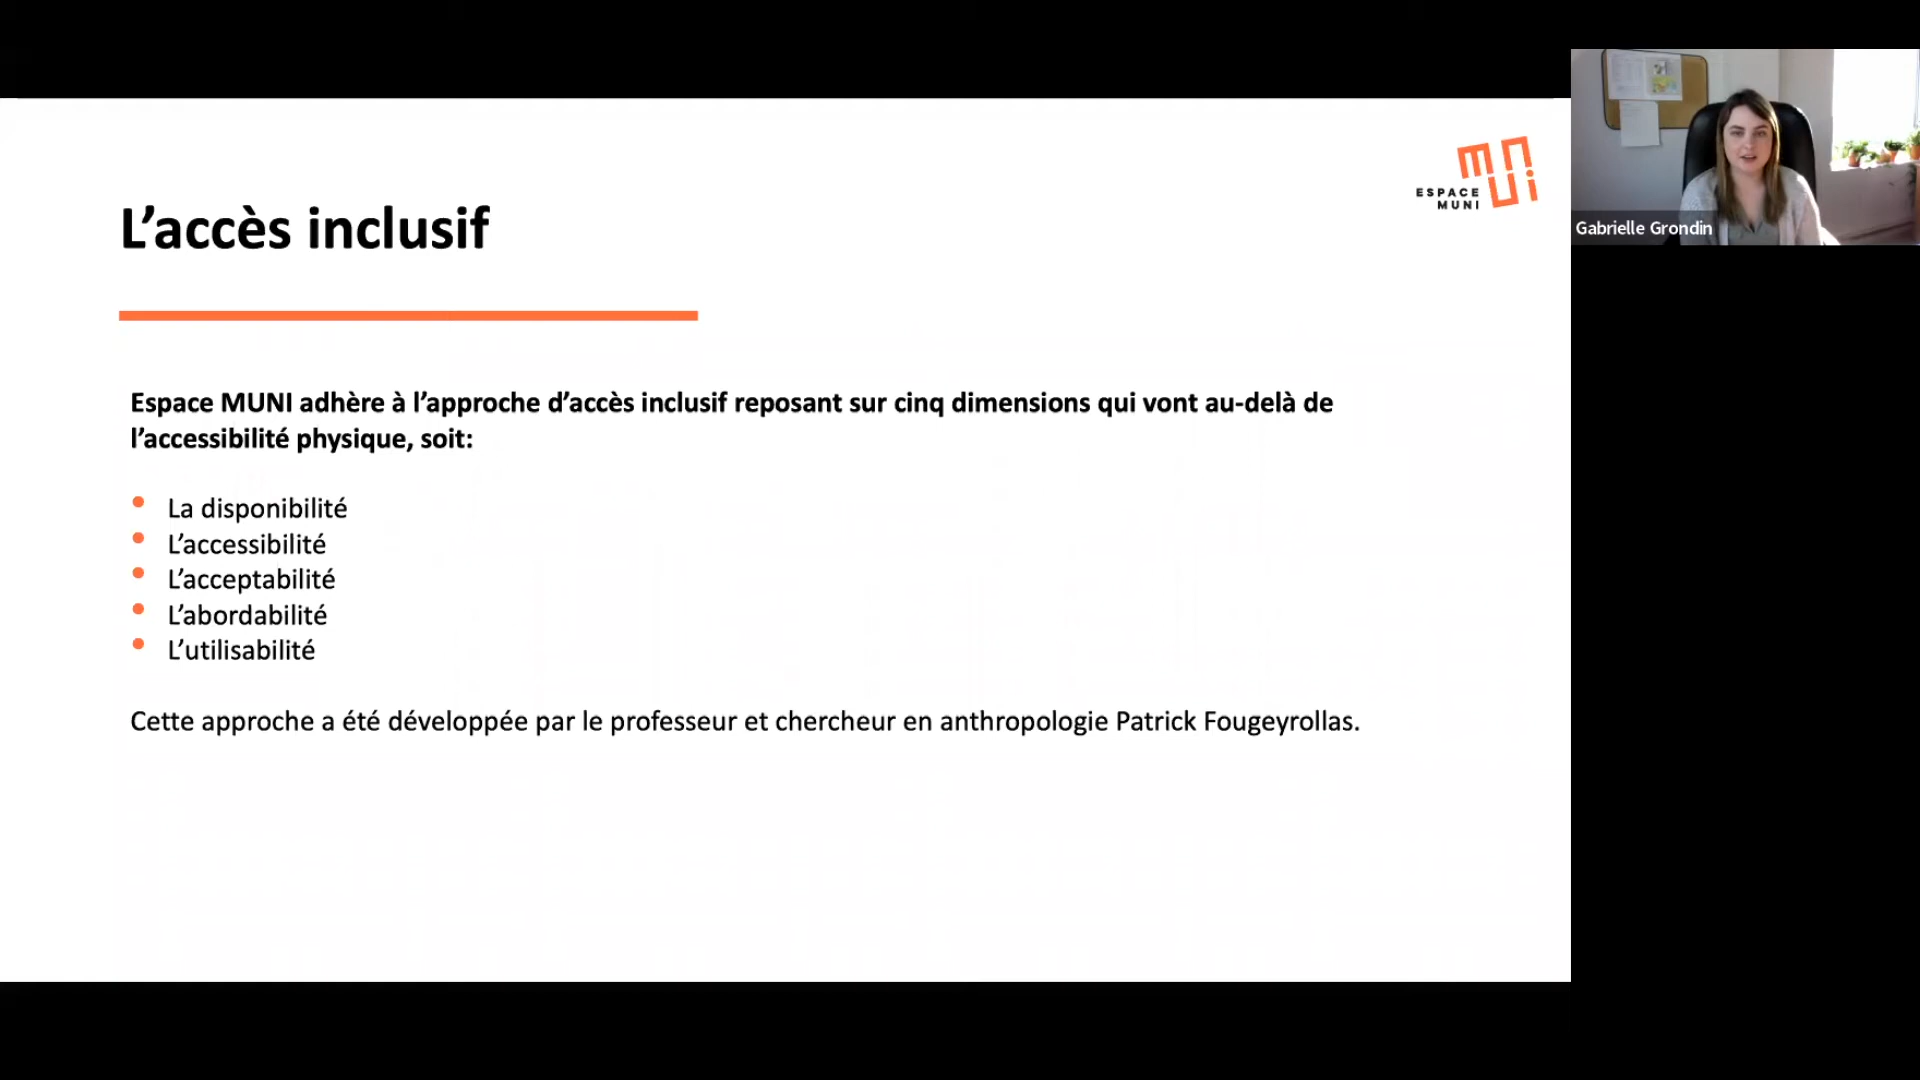 L’accès inclusif
ESPACE
MUNI
muni
Gabrielle Grondin
Espace MUNI adhère à l’approche d’accès inclusif reposant sur cinq dimensions qui vont au-delà de
l’accessibilité physique, soit:
• La disponibilité
• L’accessibilité
• L’acceptabilité
• L’abordabilité
• L’utilisabilité
Cette approche a été développée par le professeur et chercheur en anthropologie Patrick Fougeyrollas.